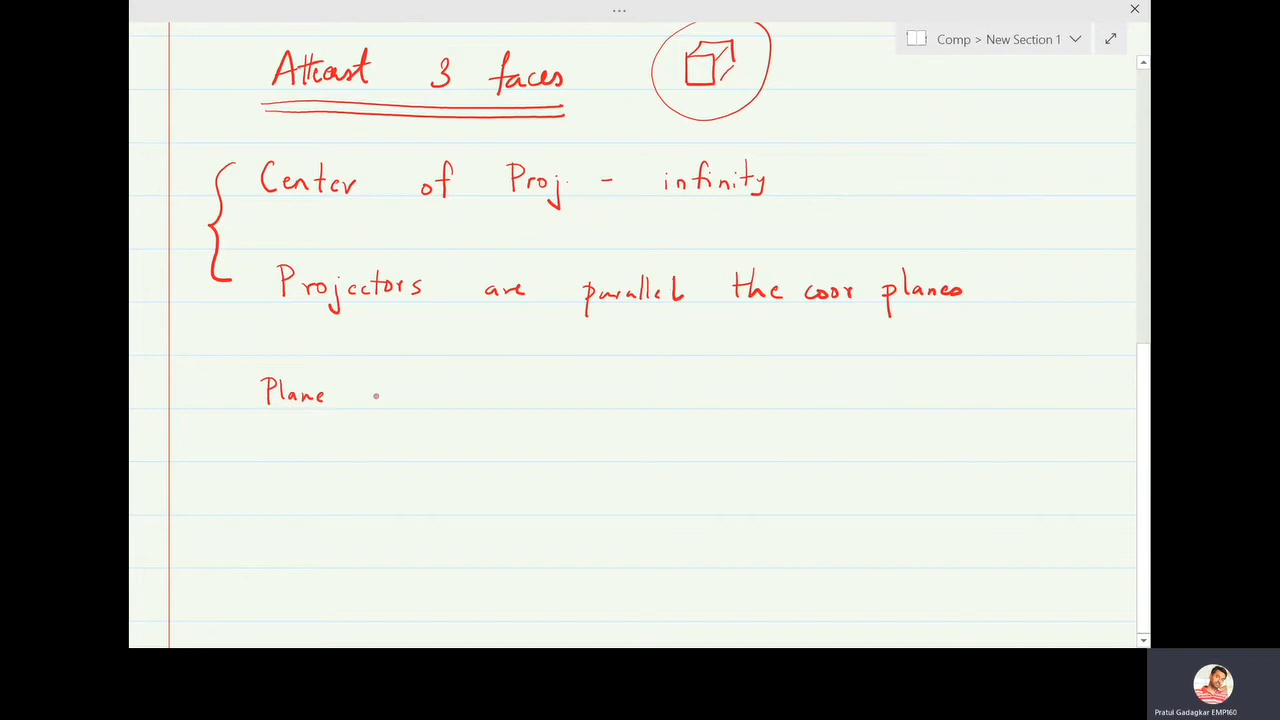 Comp > New Section 1
Atleast 3 faces
Center of Proj. - infinity
Projectors are parallel the coor planes
Plane
Pratul Gadagkar EMP160